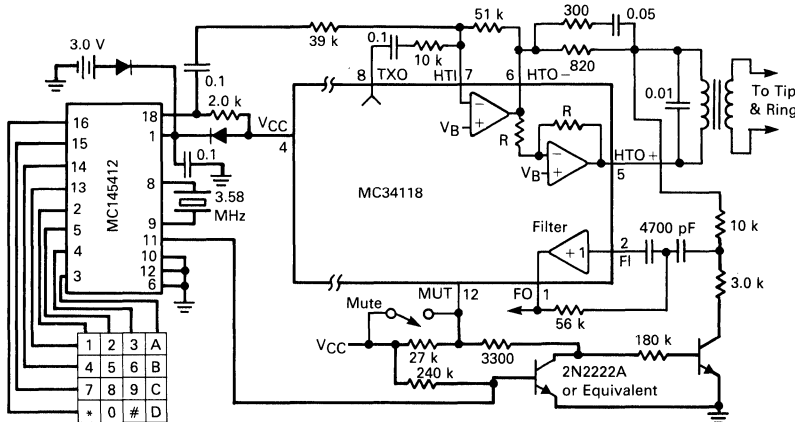 300
0.05
51 k
39 k
0.1
10 k
820
3.0 V
8 TXO
HTI 7
6 HTO−
0.1
0.01
To Tip
& Ring
2.0 k
VCC
4
VB
R
R
VB
HTO+
5
MC145412
18
1
16
15
14
13
2
5
4
3
8
9
11
10
12
6
0.1
3.58
MHz
MC34118
Filter
+1
2
FI
4700 pF
10 k
3.0 k
MUT 12
FO 1
56 k
Mute
VCC
27 k
3300
240 k
180 k
2N2222A
or Equivalent
1 2 3 A
4 5 6 B
7 8 9 C
* 0 # D